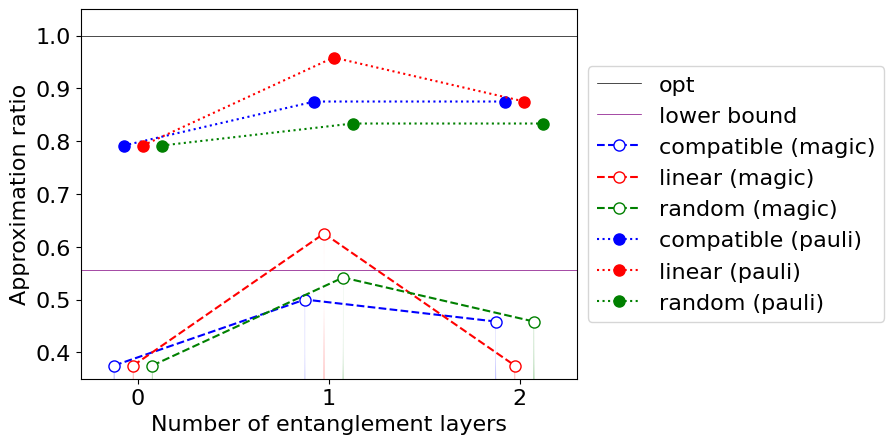 1.0
0.9
0.8
0.7
0.6
0.5
0.4
Approximation ratio
0 1 2
Number of entanglement layers
opt
lower bound
compatible (magic)
linear (magic)
random (magic)
compatible (pauli)
linear (pauli)
random (pauli)